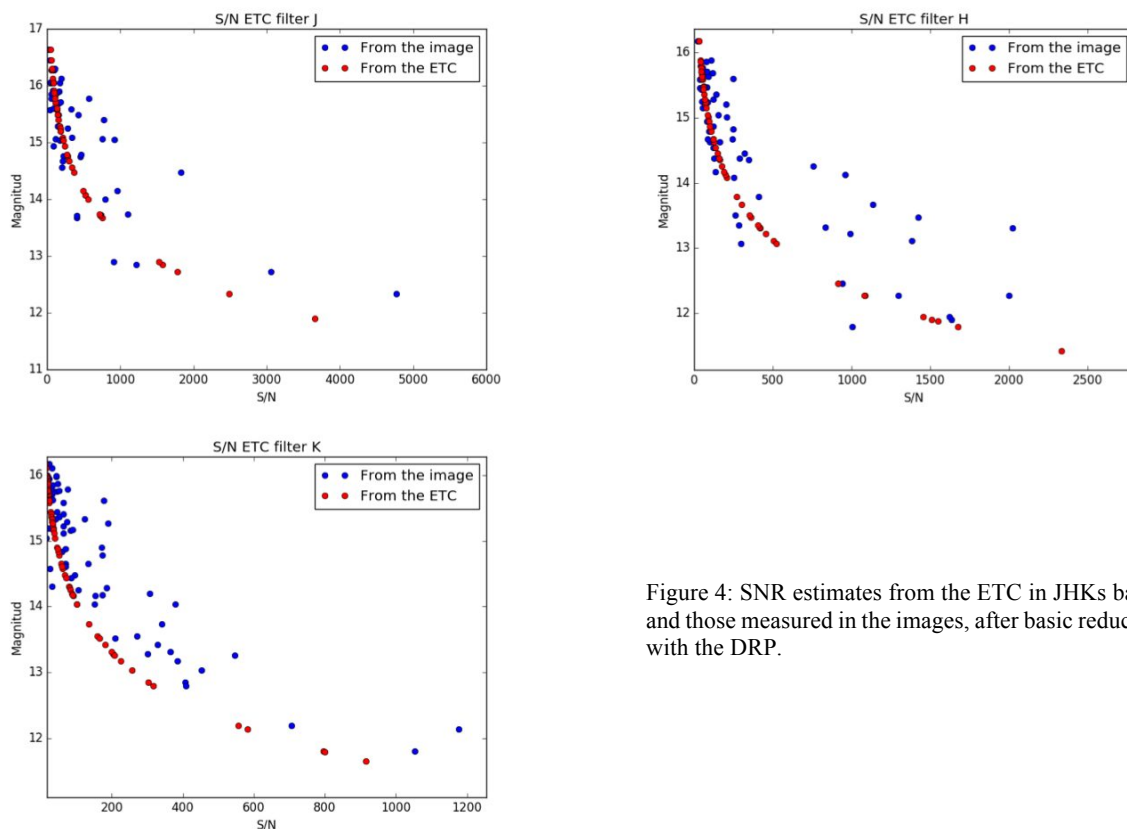 S/N ETC filter J
17
16
15
14
13
12
11
Magnitud
From the image
From the ETC
0 1000 2000 3000 4000 5000 6000
S/N
S/N ETC filter H
16
15
14
13
12
Magnitud
From the image
From the ETC
0 500 1000 1500 2000 2500
S/N
S/N ETC filter K
16
15
14
13
12
Magnitud
From the image
From the ETC
200 400 600 800 1000 1200
S/N
Figure 4: SNR estimates from the ETC in JHKs
and those measured in the images, after basic
with the DRP.